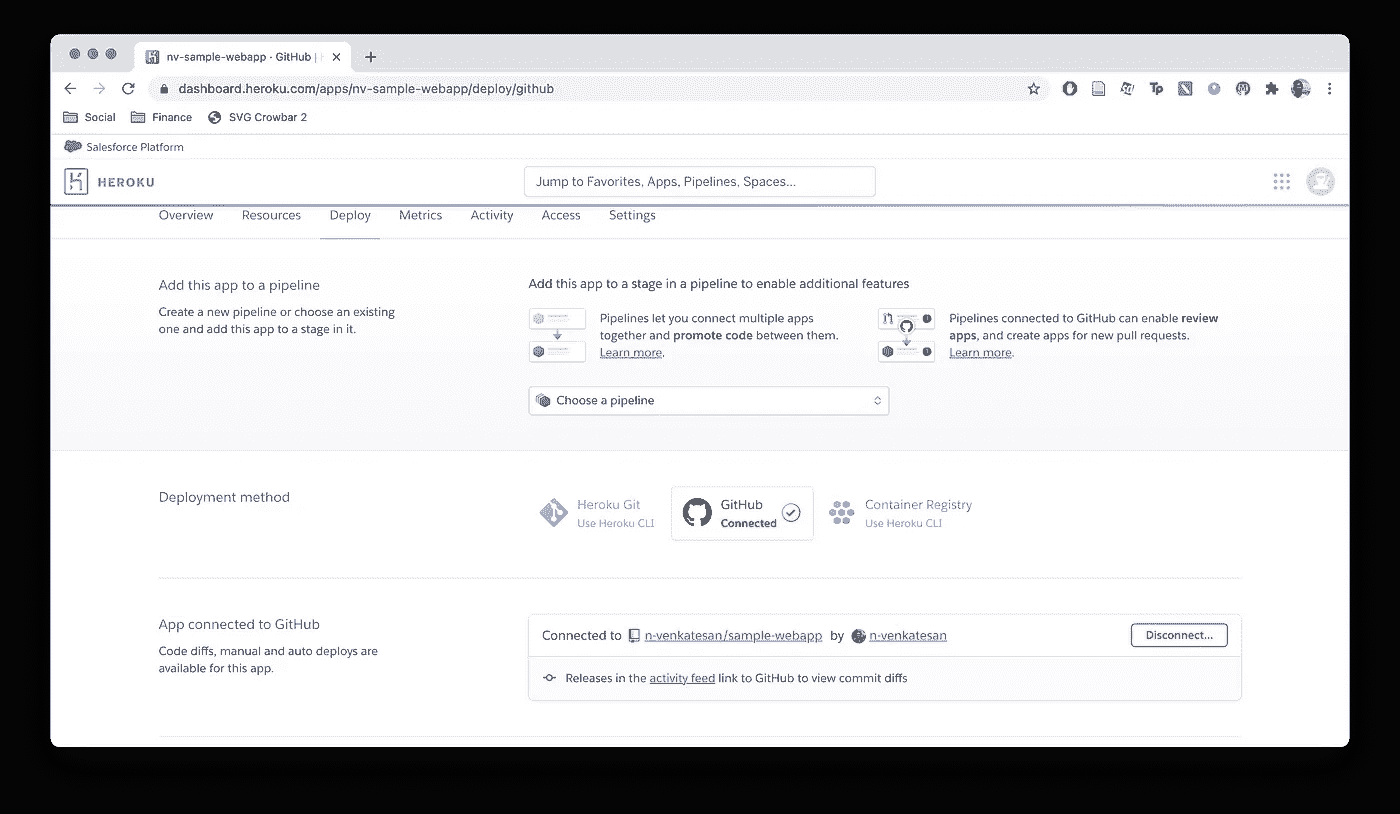 nv-sample-webapp · GitHub |
dashboard.heroku.com/apps/nv-sample-webapp/deploy/github
Social Finance SVG Crowbar 2
Salesforce Platform
HEROKU Jump to Favorites, Apps, Pipelines, Spaces...
Overview Resources Deploy Metrics Activity Access Settings
Add this app to a pipeline
Create a new pipeline or choose an existing
one and add this app to a stage in it.
Add this app to a stage in a pipeline to enable additional features
Pipelines let you connect multiple apps
together and promote code between them.
Learn more.
Pipelines connected to GitHub can enable review
apps, and create apps for new pull requests.
Learn more.
Choose a pipeline
Deployment method
Heroku Git
Use Heroku CLI
GitHub
Connected
Container Registry
Use Heroku CLI
App connected to GitHub
Code diffs, manual and auto deploys are
available for this app.
Connected to n-venkatesan/sample-webapp by n-venkatesan Disconnect...
Releases in the activity feed link to GitHub to view commit diffs